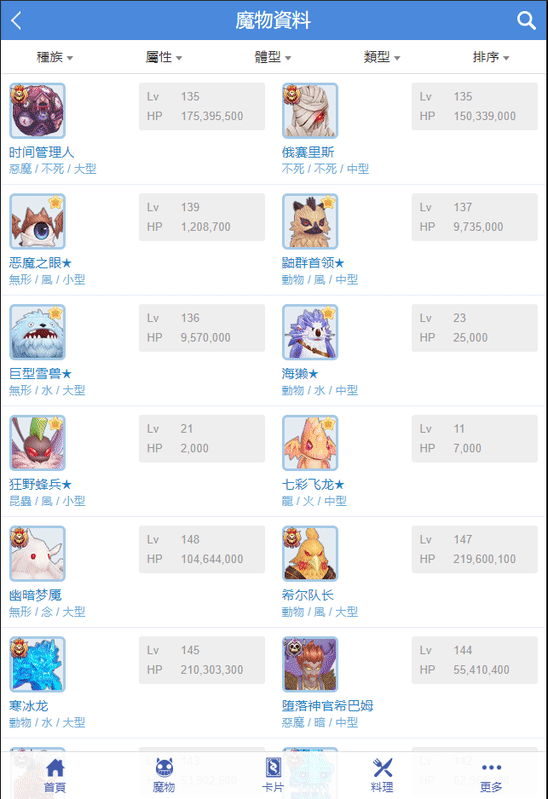 魔物資料
種族 屬性 體型 類型 排序
Lv 135
HP 175,395,500
时间管理人
惡魔 / 不死 / 大型
Lv 135
HP 150,339,000
俄赛里斯
不死 / 不死 / 中型
Lv 139
HP 1,208,700
恶魔之眼★
無形 / 風 / 小型
Lv 137
HP 9,735,000
鼬群首领★
動物 / 風 / 中型
Lv 136
HP 9,570,000
巨型雪兽★
無形 / 水 / 大型
Lv 23
HP 25,000
海獭★
動物 / 水 / 中型
Lv 21
HP 2,000
狂野蜂兵★
昆蟲 / 風 / 小型
Lv 11
HP 7,000
七彩飞龙★
龍 / 火 / 中型
Lv 148
HP 104,644,000
幽暗梦魇
無形 / 念 / 大型
Lv 147
HP 219,600,100
希尔队长
動物 / 風 / 大型
Lv 145
HP 210,303,300
寒冰龙
動物 / 水 / 大型
Lv 144
HP 55,410,400
堕落神官希巴姆
惡魔 / 暗 / 中型
首頁 魔物 卡片 料理 更多